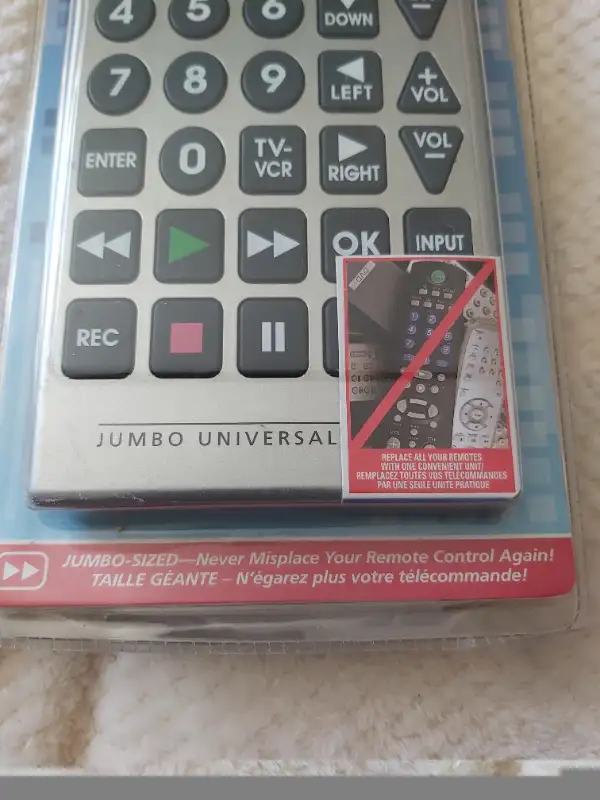 4 5 6 DOWN
7 8 9 LEFT + VOL
ENTER 0 TV-VCR RIGHT VOL –
OK INPUT
REC
JUMBO UNIVERSAL
REPLACE ALL YOUR REMOTES
WITH ONE CONVENIENT UNIT/
REMPLACEZ TOUTES VOS TÉLÉCOMMANDES
PAR UNE SEULE UNITÉ PRATIQUE
JUMBO-SIZED—Never Misplace Your Remote Control Again!
TAILLE GÉANTE – N'égarez plus votre télécommande!